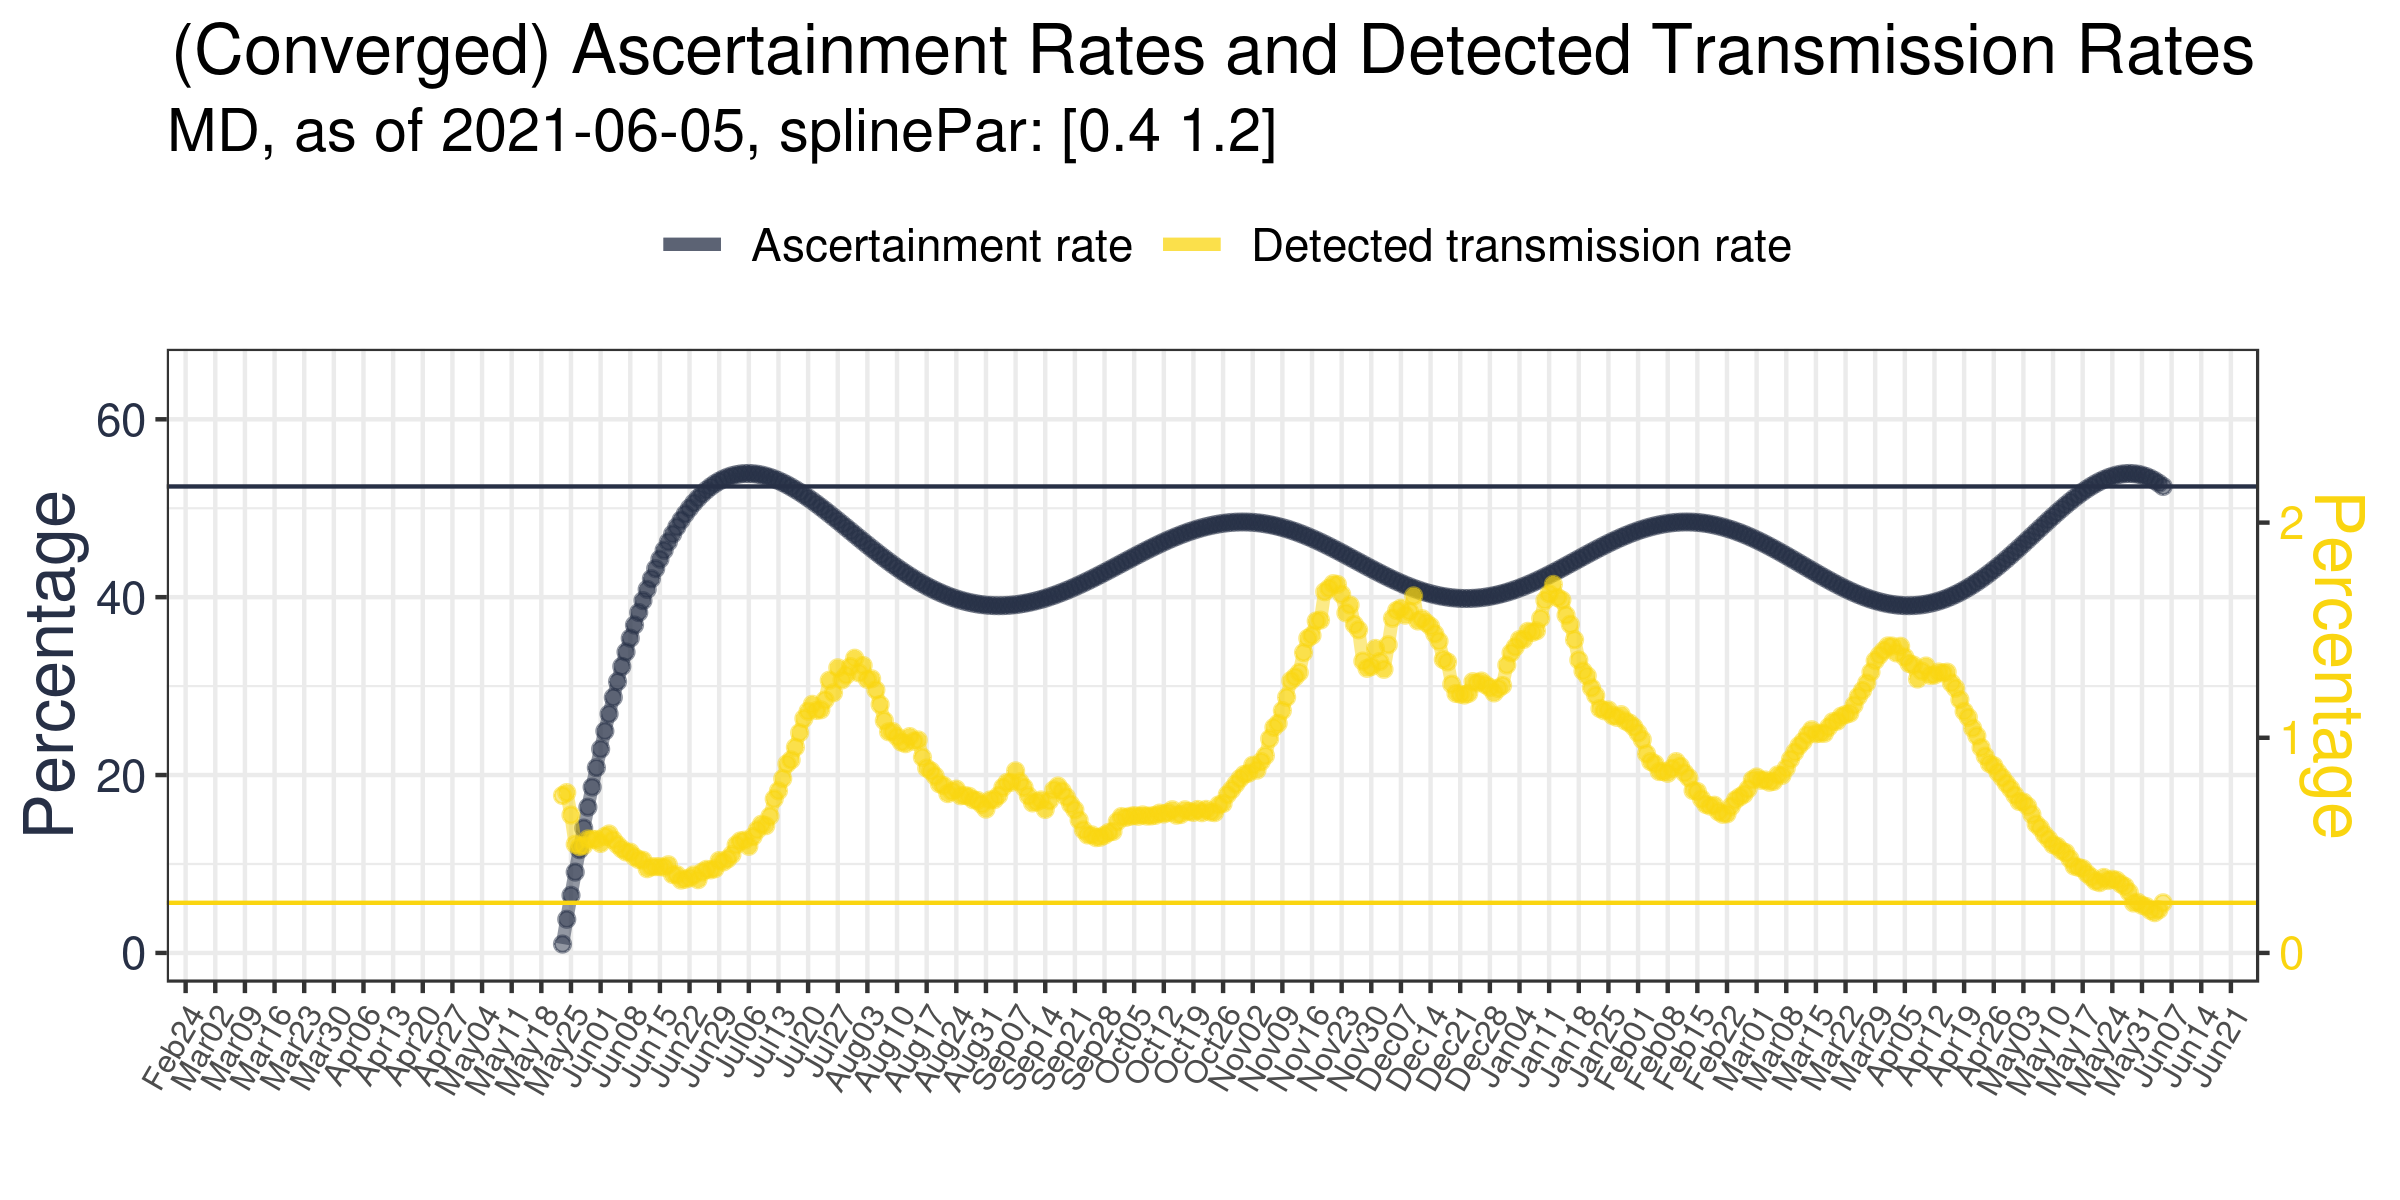 (Converged) Ascertainment Rates and Detected Transmission Rates
MD, as of 2021-06-05, splinePar: [0.4 1.2]
Ascertainment rate
Detected transmission rate
Percentage
60
40
20
0
2
1
0
Percentage
Feb24
Mar02
Mar09
Mar16
Mar23
Mar30
Apr06
Apr13
Apr20
Apr27
May04
May11
May18
May25
Jun01
Jun08
Jun15
Jun22
Jun29
Jul06
Jul13
Jul20
Jul27
Aug03
Aug10
Aug17
Aug24
Aug31
Sep07
Sep14
Sep21
Sep28
Oct05
Oct12
Oct19
Oct26
Nov02
Nov09
Nov16
Nov23
Nov30
Dec07
Dec14
Dec21
Dec28
Jan04
Jan11
Jan18
Jan25
Feb01
Feb08
Feb15
Feb22
Mar01
Mar08
Mar15
Mar22
Mar29
Apr05
Apr12
Apr19
Apr26
May03
May10
May17
May24
May31
Jun07
Jun14
Jun21